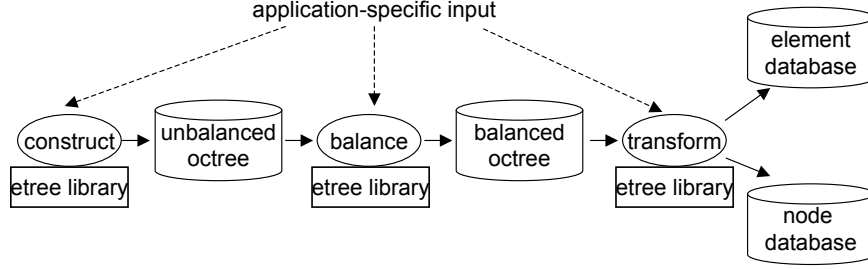 application-specific input
element
database
construct
unbalanced
octree
balance
balanced
octree
transform
etree library
etree library
etree library
node
database